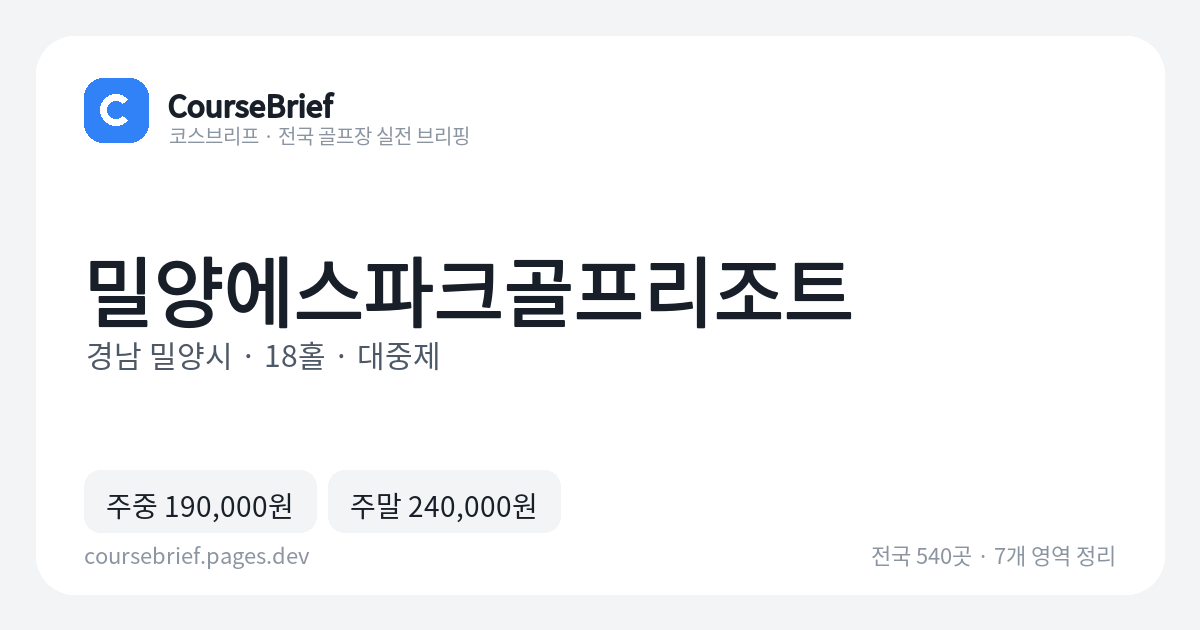 CourseBrief
코스브리프 · 전국 골프장 실전 브리핑
밀양에스파크골프리조트
경남 밀양시 · 18홀 · 대중제
주중 190,000원 주말 240,000원
coursebrief.pages.dev 전국 540곳 · 7개 영역 정리